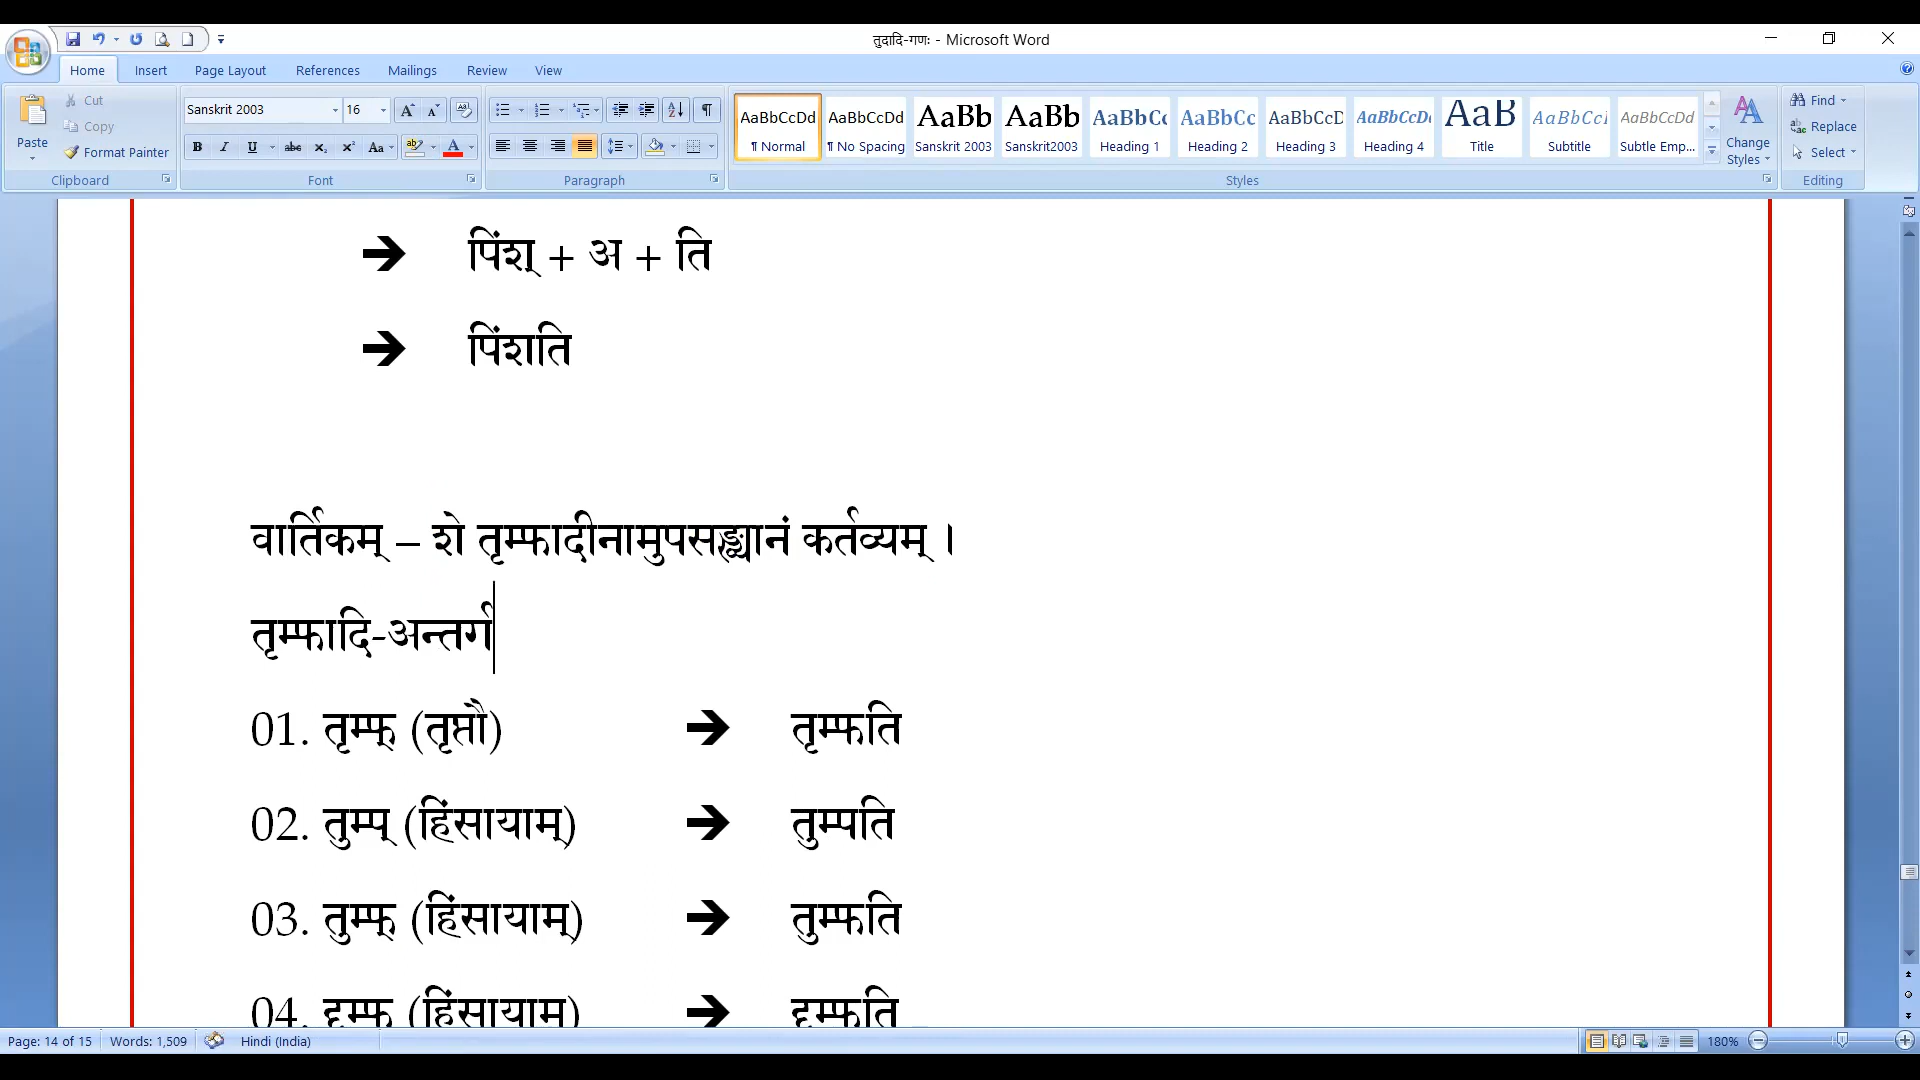 तुदादि-गणः - Microsoft Word
Home Insert Page Layout References Mailings Review View
Paste Cut Copy Format Painter Clipboard
Sanskrit 2003 16 Font
Paragraph
AaBbCcDd ¶ Normal
AaBbCcDd ¶ No Spacing
AaBb Sanskrit 2003
AaBb Sanskrit2003
AaBbCc Heading 1
AaBbCc Heading 2
AaBbCcD Heading 3
AaBbCcDt Heading 4
AaB Title
AaBbCc Subtitle
AaBbCcDd Subtle Emp...
Change Styles
Styles
Find Replace Select Editing
➔ पिंश् + अ + ति
➔ पिंशति
वार्तिकम् – शे तृम्फादीनामुपसङ्ख्यानं कर्तव्यम् ।
तृम्फादि-अन्तर्ग
01. तृम्फ् (तृप्तौ) ➔ तृम्फति
02. तुम्प् (हिंसायाम्) ➔ तुम्पति
03. तुम्फ् (हिंसायाम्) ➔ तुम्फति
04. दृम्फ् (हिंसायाम्) ➔ दृम्फति
Page: 14 of 15 Words: 1,509 Hindi (India) 180%